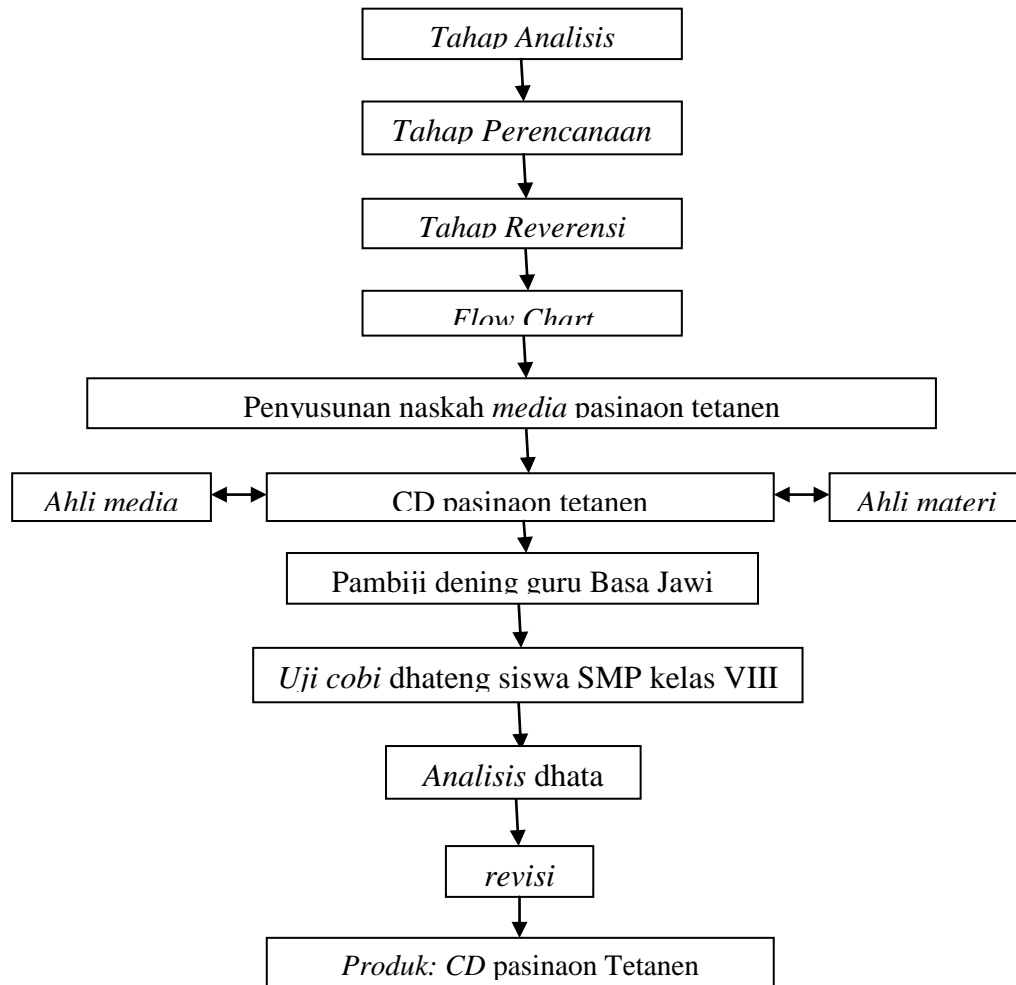 Tahap Analisis
Tahap Perencanaan
Tahap Reverensi
Flow Chart
Penyusunan naskah media pasinaon tetanen
Ahli media
CD pasinaon tetanen
Ahli materi
Pambiji dening guru Basa Jawi
Uji cobi dhateng siswa SMP kelas VIII
Analisis dhata
revisi
Produk: CD pasinaon Tetanen